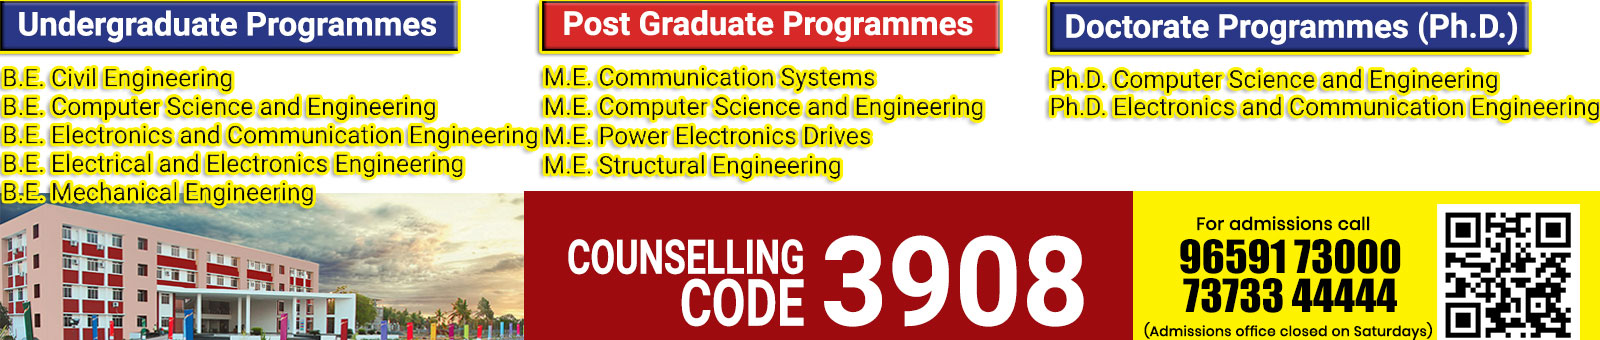 Undergraduate Programmes
B.E. Civil Engineering
B.E. Computer Science and Engineering
B.E. Electronics and Communication Engineering
B.E. Electrical and Electronics Engineering
B.E. Mechanical Engineering
Post Graduate Programmes
M.E. Communication Systems
M.E. Computer Science and Engineering
M.E. Power Electronics Drives
M.E. Structural Engineering
Doctorate Programmes (Ph.D.)
Ph.D. Computer Science and Engineering
Ph.D. Electronics and Communication Engineering
COUNSELLING
CODE
3908
For admissions call
96591 73000
73733 44444
(Admissions office closed on Saturdays)